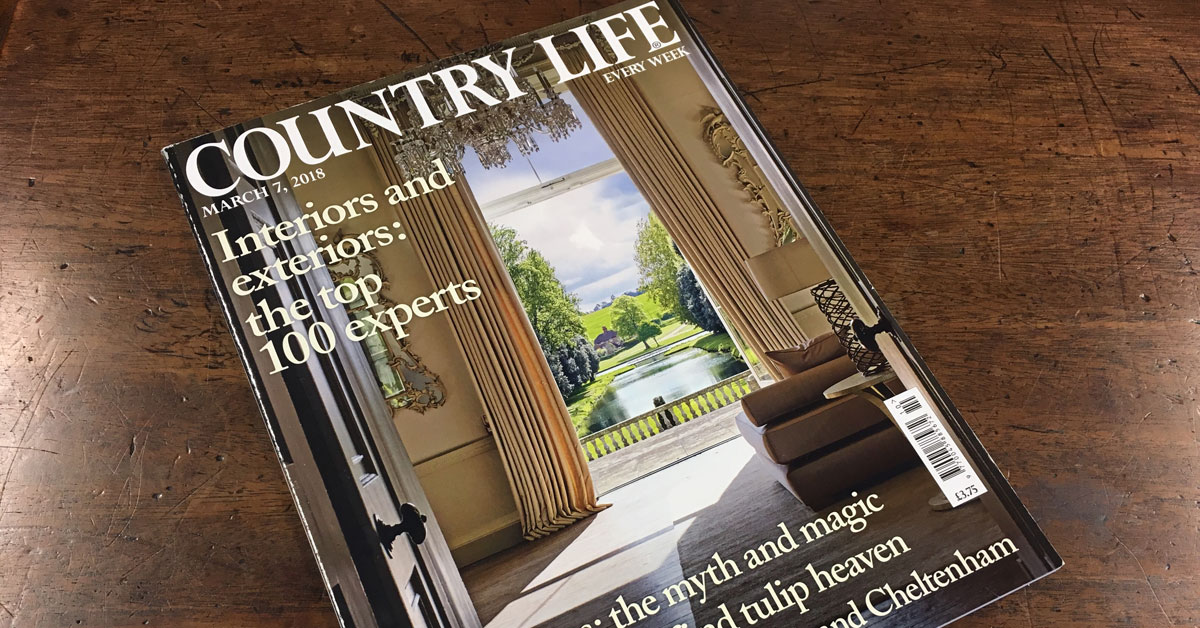 COUNTRY LIFE®
EVERY WEEK
MARCH 7, 2018
Interiors and
exteriors:
the top
100 experts
£3.75
: the myth and magic
tulip heaven
and Cheltenham